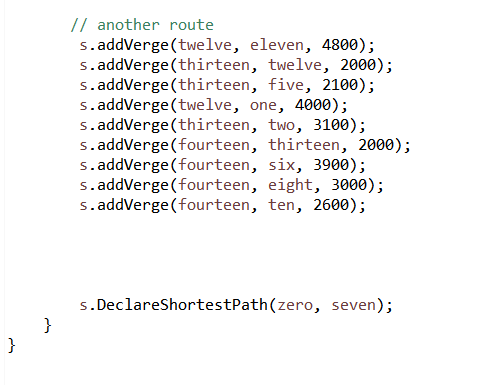 // another route
s.addVerge(twelve, eleven, 4800);
s.addVerge(thirteen, twelve, 2000);
s.addVerge(thirteen, five, 2100);
s.addVerge(twelve, one, 4000);
s.addVerge(thirteen, two, 3100);
s.addVerge(fourteen, thirteen, 2000);
s.addVerge(fourteen, six, 3900);
s.addVerge(fourteen, eight, 3000);
s.addVerge(fourteen, ten, 2600);
s.DeclareShortestPath(zero, seven);
}
}